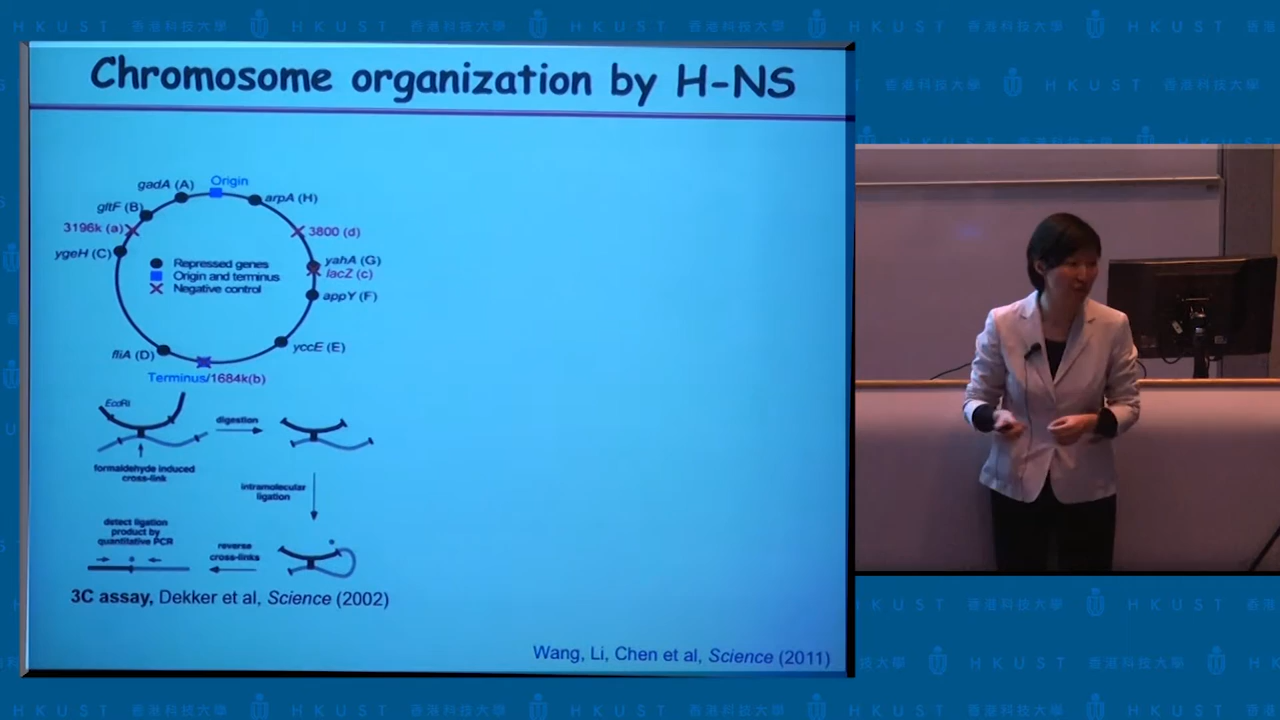 Chromosome organization by H-NS
gadA (A)
Origin
arpA (H)
gltF (B)
3196k (a)
3800 (d)
ygeH (C)
yahA (G)
lacZ (c)
Repressed genes
Origin and terminus
Negative control
appY (F)
fliA (D)
yccE (E)
Terminus/1684k(b)
EcoRI
digestion
formaldehyde induced
cross-link
intramolecular
ligation
detect ligation
product by
quantitative PCR
reverse
cross-links
3C assay, Dekker et al, Science (2002)
Wang, Li, Chen et al, Science (2011)
HKUST
香港科技大學